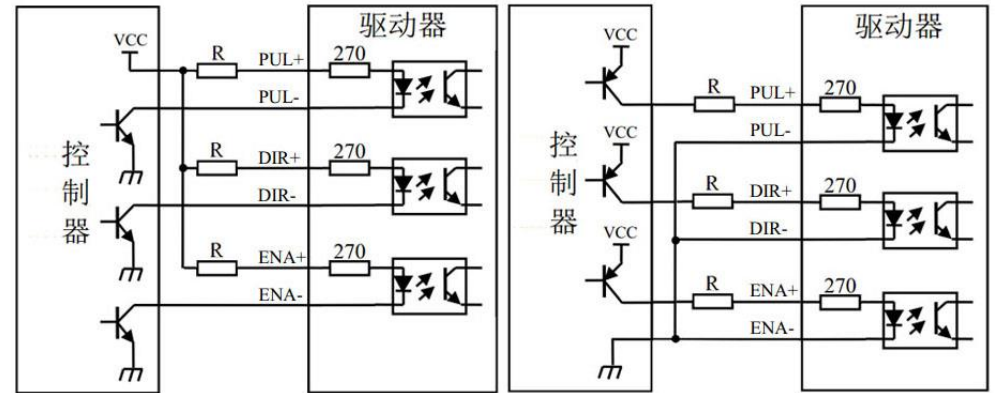 驱动器
VCC
R
PUL+
270
PUL-
控制器
R
DIR+
270
DIR-
R
ENA+
270
ENA-
驱动器
VCC
R
PUL+
270
PUL-
VCC
控制器
R
DIR+
270
DIR-
VCC
R
ENA+
270
ENA-